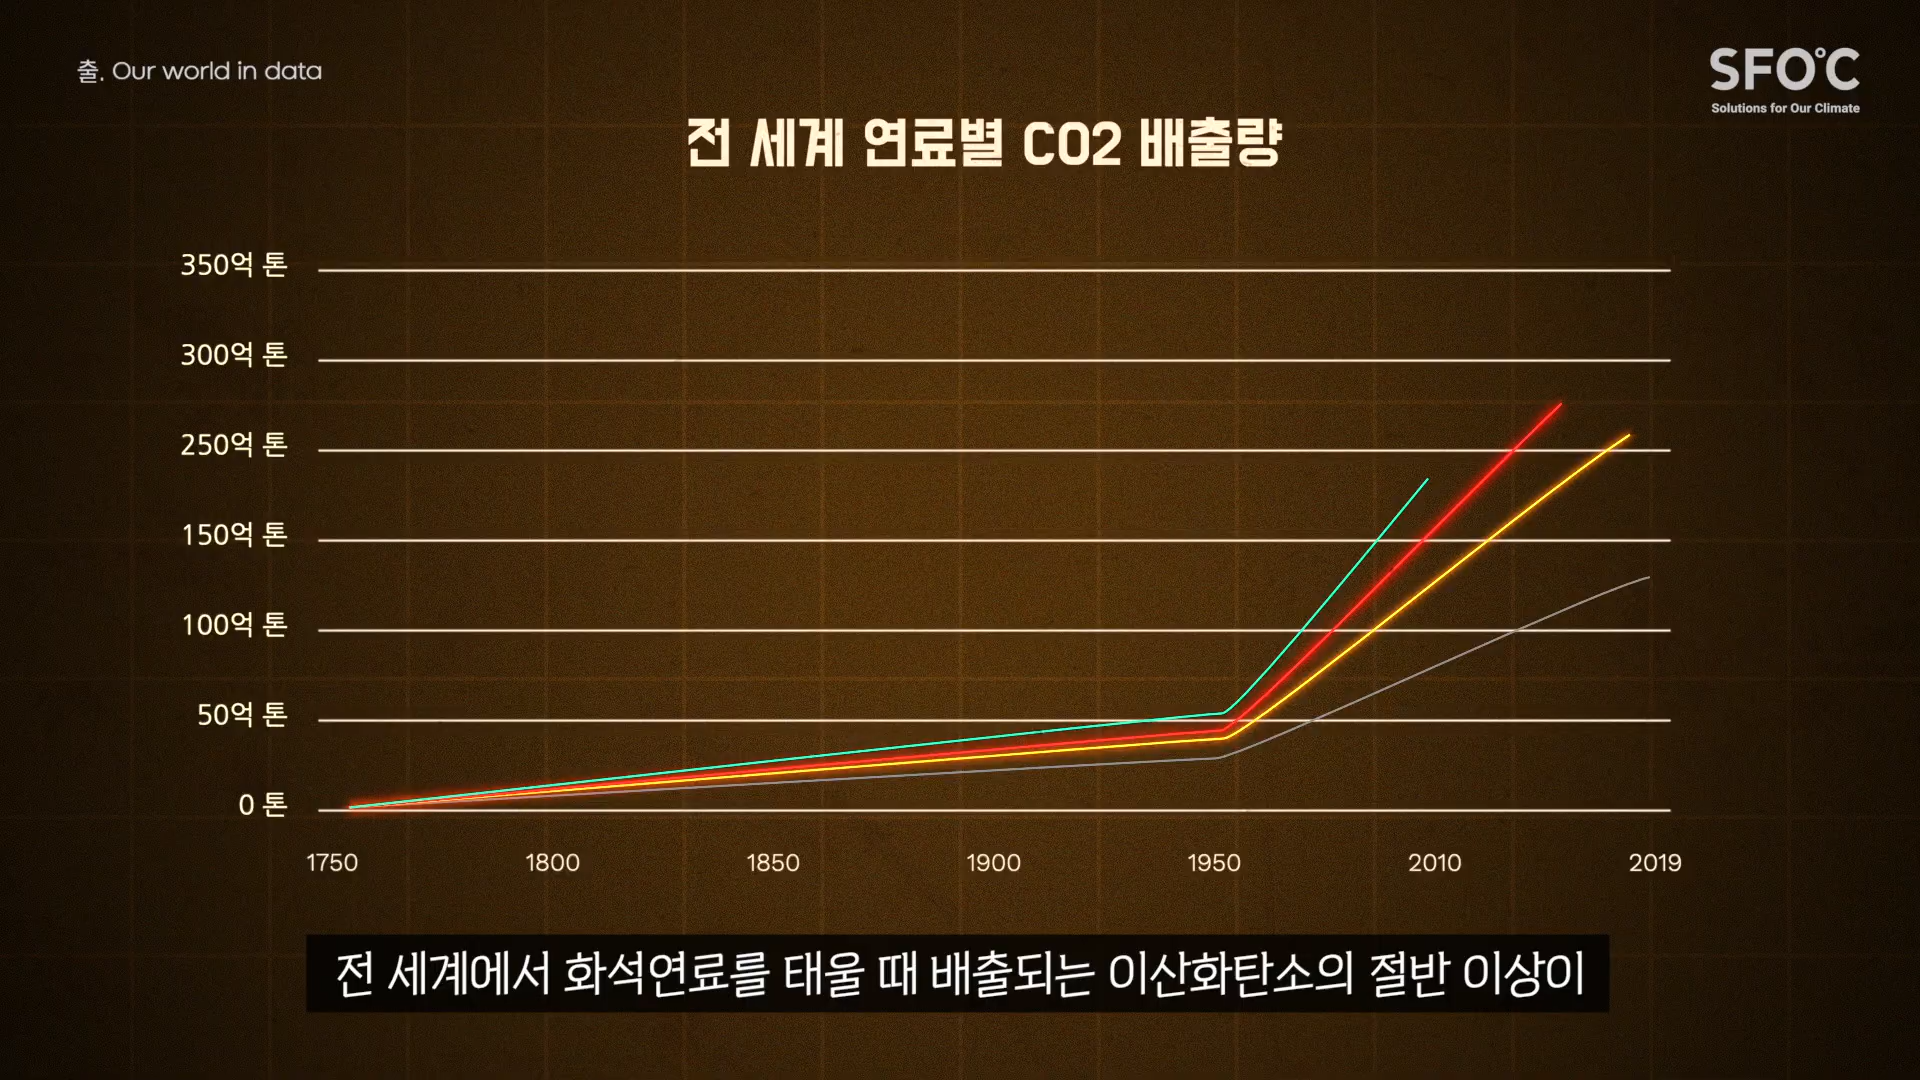 출. Our world in data
SFO°C
Solutions for Our Climate
전 세계 연료별 CO2 배출량
350억 톤
300억 톤
250억 톤
150억 톤
100억 톤
50억 톤
0 톤
1750 1800 1850 1900 1950 2010 2019
전 세계에서 화석연료를 태울 때 배출되는 이산화탄소의 절반 이상이